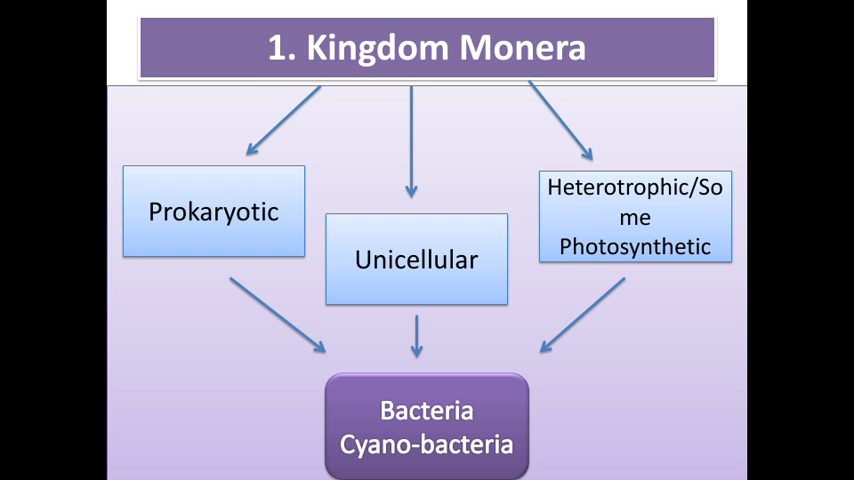 1. Kingdom Monera
Prokaryotic
Unicellular
Heterotrophic/So
me
Photosynthetic
Bacteria
Cyano-bacteria